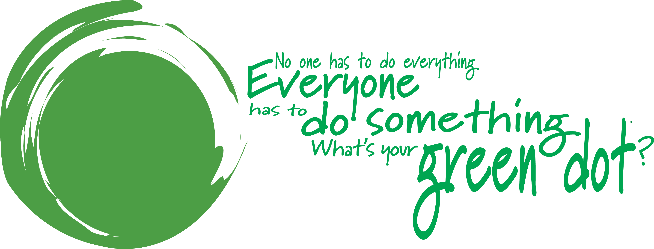 No one has to do everything
Everyone
has to do something
What's your green dot?